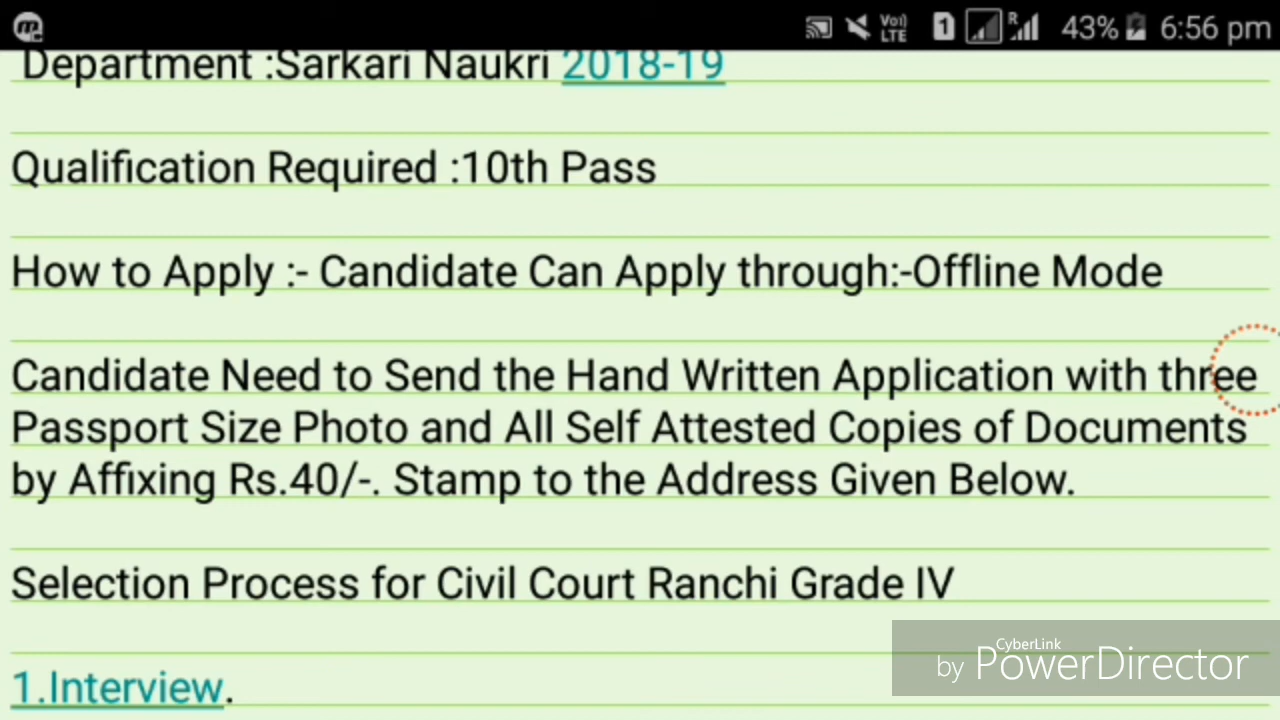 Vo))
LTE
1
R
43%
6:56 pm
Department :Sarkari Naukri 2018-19
Qualification Required :10th Pass
How to Apply :- Candidate Can Apply through:-Offline Mode
Candidate Need to Send the Hand Written Application with three
Passport Size Photo and All Self Attested Copies of Documents
by Affixing Rs.40/-. Stamp to the Address Given Below.
Selection Process for Civil Court Ranchi Grade IV
1.Interview.
CyberLink
by PowerDirector